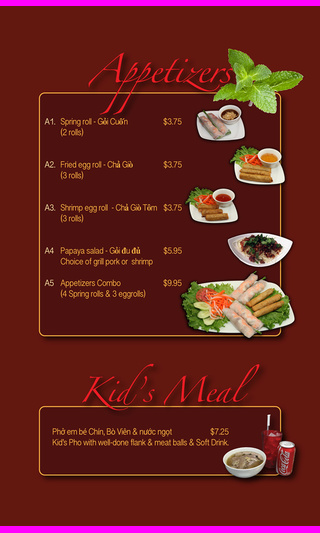 Appetizers
A1. Spring roll - Gỏi Cuốn $3.75
(2 rolls)
A2. Fried egg roll - Chả Giò $3.75
(3 rolls)
A3. Shrimp egg roll - Chả Giò Tôm $3.75
(3 rolls)
A4 Papaya salad - Gỏi đu đủ $5.95
Choice of grill pork or shrimp
A5 Appetizers Combo $9.95
(4 Spring rolls & 3 eggrolls)
Kid's Meal
Phở em bé Chín, Bò Viên & nước ngọt $7.25
Kid's Pho with well-done flank & meat balls & Soft Drink.
Coca-Cola